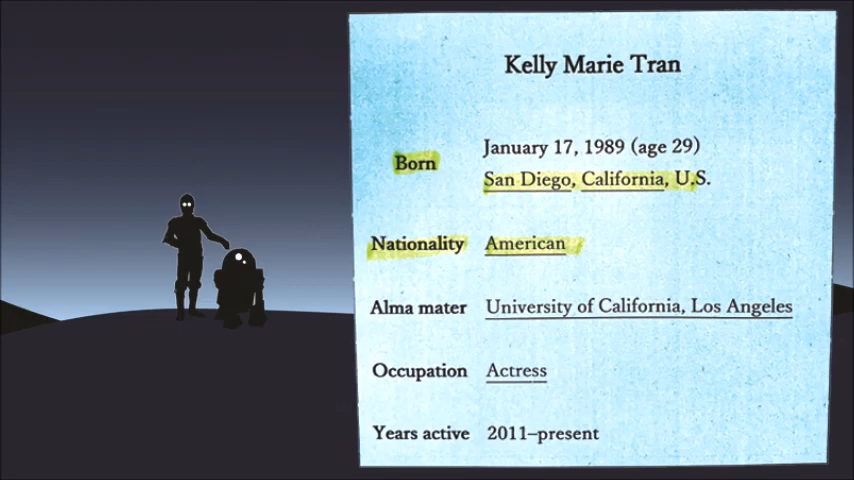 Kelly Marie Tran
Born January 17, 1989 (age 29)
San Diego, California, U.S.
Nationality American
Alma mater University of California, Los Angeles
Occupation Actress
Years active 2011–present